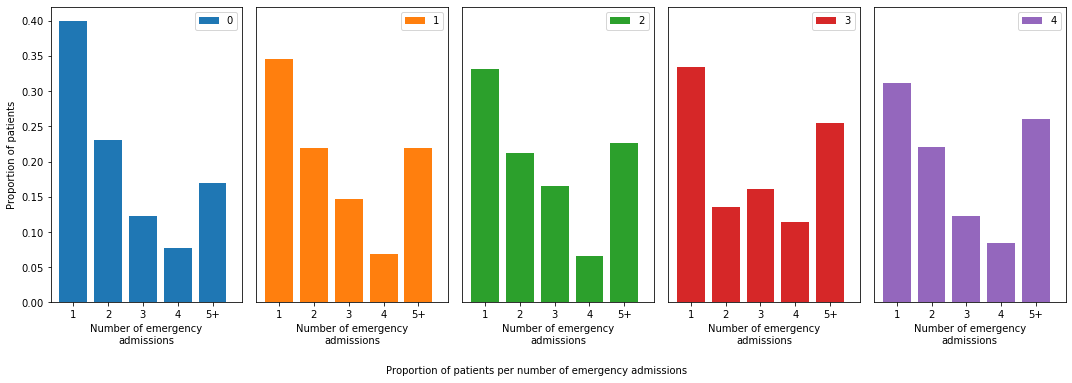 0
1
2
3
4
0.40
0.35
0.30
0.25
0.20
0.15
0.10
0.05
0.00
Proportion of patients
1 2 3 4 5+
1 2 3 4 5+
1 2 3 4 5+
1 2 3 4 5+
1 2 3 4 5+
Number of emergency
admissions
Number of emergency
admissions
Number of emergency
admissions
Number of emergency
admissions
Number of emergency
admissions
Proportion of patients per number of emergency admissions